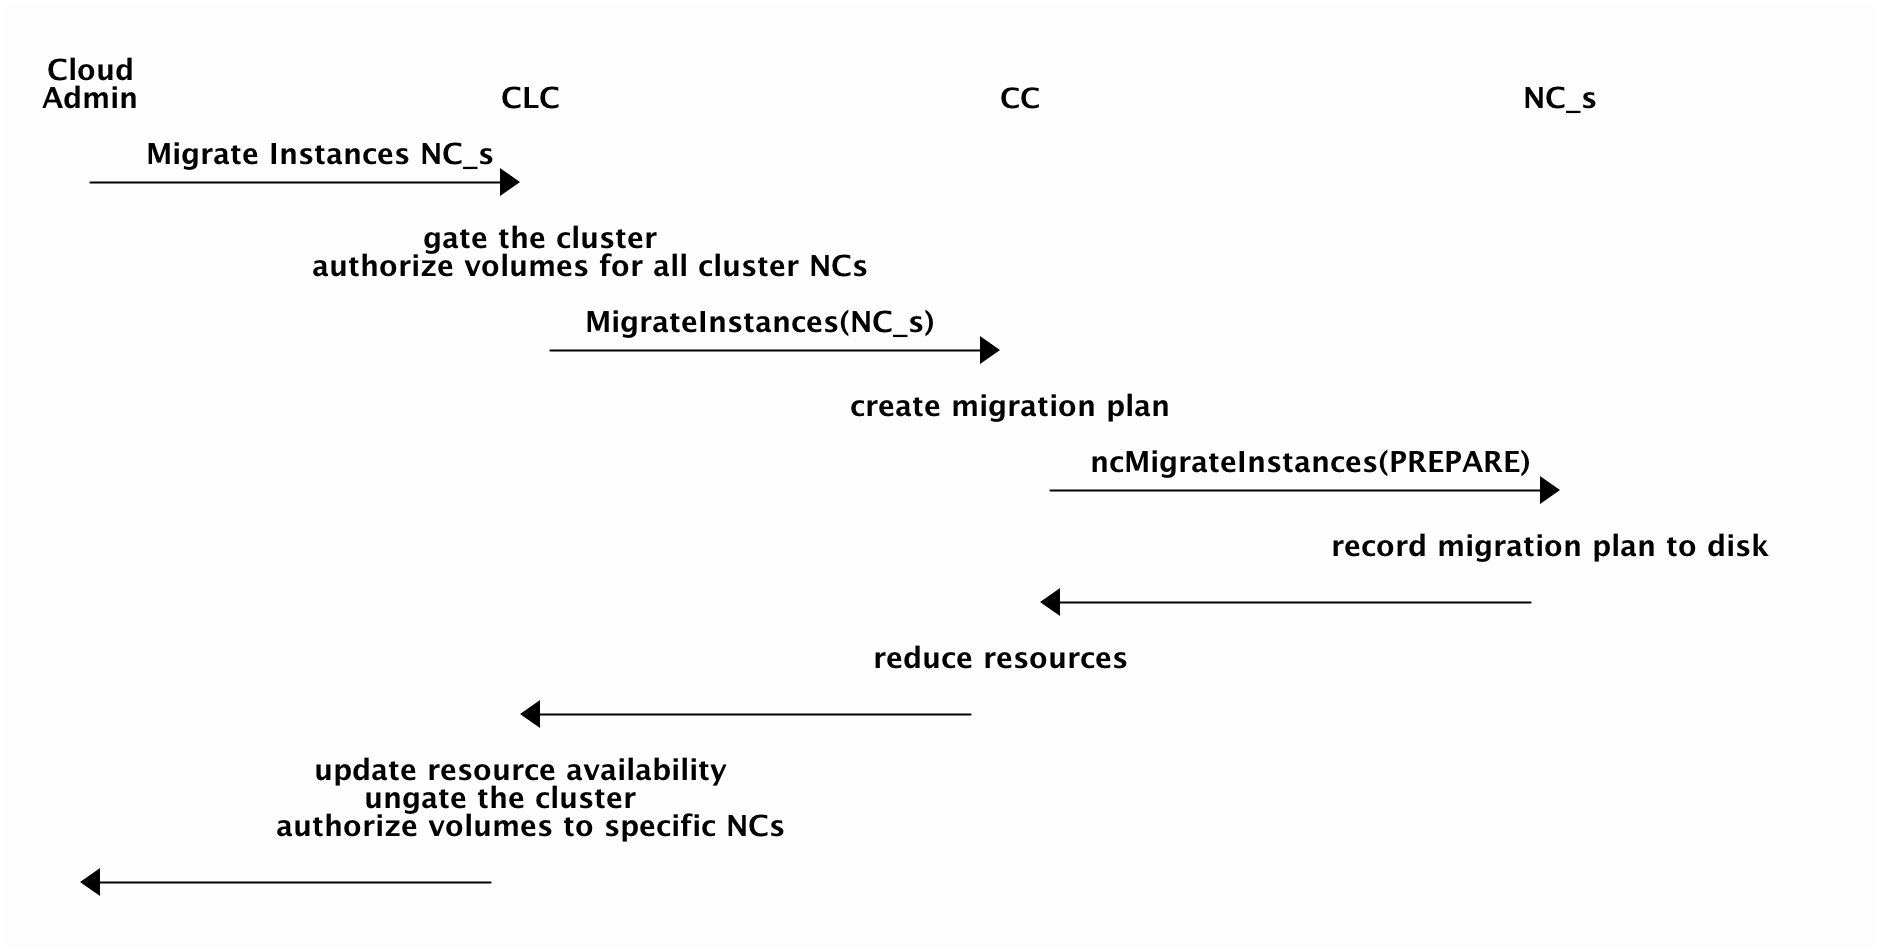 Cloud
Admin
CLC
CC
NC_s
Migrate Instances NC_s
gate the cluster
authorize volumes for all cluster NCs
MigrateInstances(NC_s)
create migration plan
ncMigrateInstances(PREPARE)
record migration plan to disk
reduce resources
update resource availability
ungate the cluster
authorize volumes to specific NCs